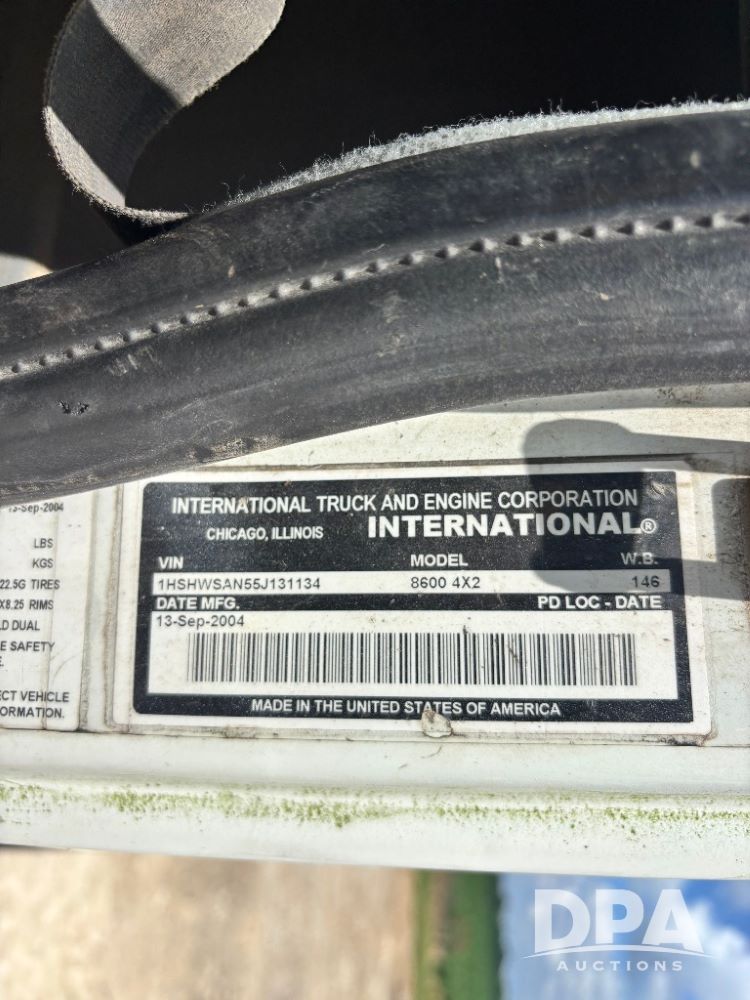 13-Sep-2004
LBS
KGS
22.5G TIRES
X8.25 RIMS
D DUAL
E SAFETY
E.
ECT VEHICLE
ORMATION.
INTERNATIONAL TRUCK AND ENGINE CORPORATION
CHICAGO, ILLINOIS INTERNATIONAL®
VIN MODEL W.B.
1HSHWSAN55J131134 8600 4X2 146
DATE MFG. PD LOC - DATE
13-Sep-2004
MADE IN THE UNITED STATES OF AMERICA
DPA
AUCTIONS